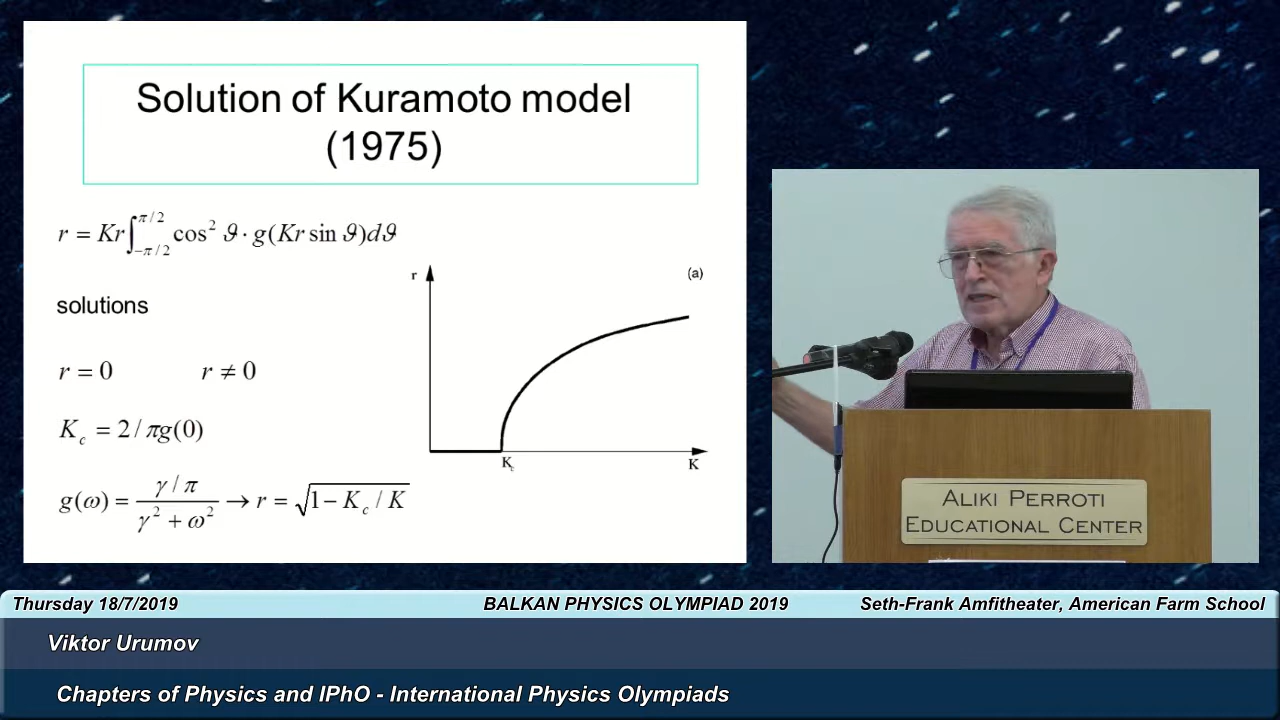 Solution of Kuramoto model
(1975)
r = Kr∫_{-π/2}^{π/2} cos² ϑ · g(Kr sin ϑ)dϑ
solutions
r = 0 r ≠ 0
K_c = 2 / πg(0)
g(ω) = (γ / π)/(γ² + ω²) → r = √(1 − K_c / K)
r
(a)
K_c
K
ALIKI PERROTI
EDUCATIONAL CENTER
Thursday 18/7/2019 BALKAN PHYSICS OLYMPIAD 2019 Seth-Frank Amfitheater, American Farm School
Viktor Urumov
Chapters of Physics and IPhO - International Physics Olympiads